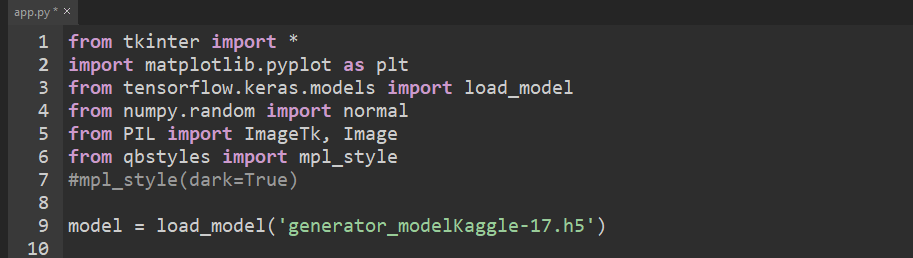 app.py* ×
1 from tkinter import *
2 import matplotlib.pyplot as plt
3 from tensorflow.keras.models import load_model
4 from numpy.random import normal
5 from PIL import ImageTk, Image
6 from qbstyles import mpl_style
7 #mpl_style(dark=True)
8
9 model = load_model('generator_modelKaggle-17.h5')
10